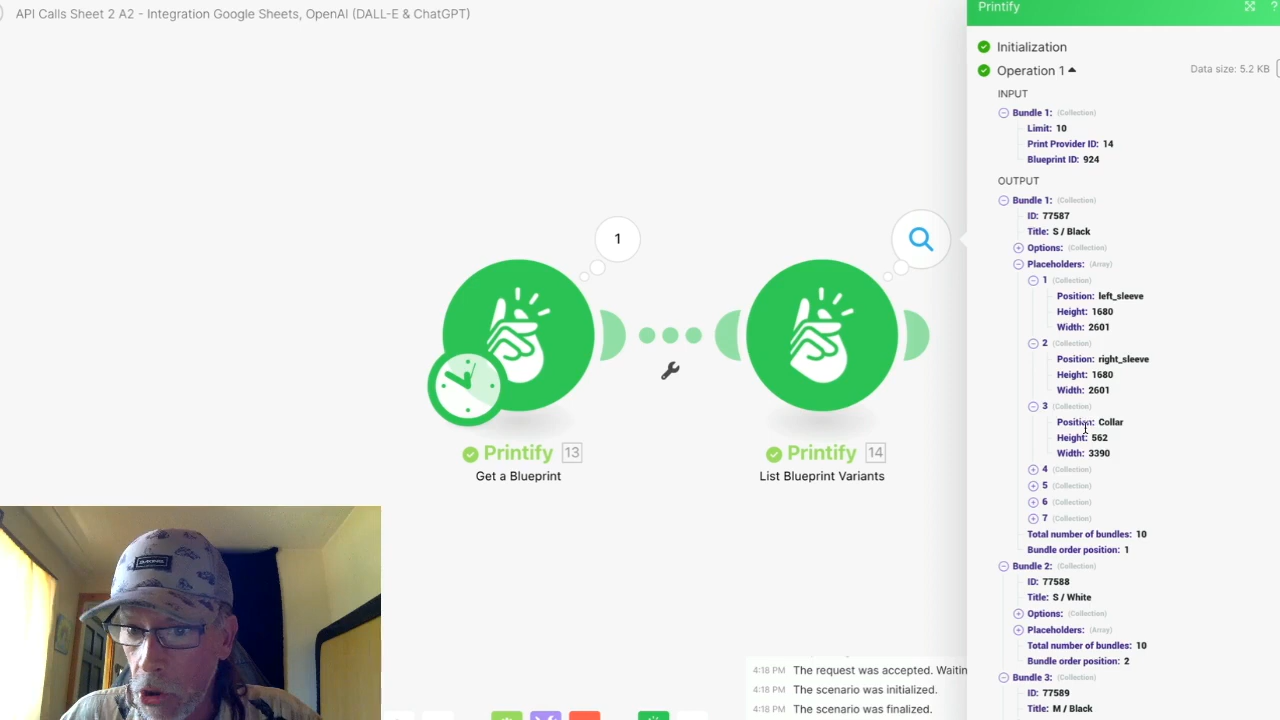 API Calls Sheet 2 A2 - Integration Google Sheets, OpenAI (DALL-E & ChatGPT)
1
Printify 13
Get a Blueprint
Printify 14
List Blueprint Variants
4:18 PM The request was accepted. Waitin
4:18 PM The scenario was initialized.
4:18 PM The scenario was finalized.
Printify ?
Initialization
Operation 1 Data size: 5.2 KB
INPUT
Bundle 1: (Collection)
Limit: 10
Print Provider ID: 14
Blueprint ID: 924
OUTPUT
Bundle 1: (Collection)
ID: 77587
Title: S / Black
Options: (Collection)
Placeholders: (Array)
1 (Collection)
Position: left_sleeve
Height: 1680
Width: 2601
2 (Collection)
Position: right_sleeve
Height: 1680
Width: 2601
3 (Collection)
Position: Collar
Height: 562
Width: 3390
4 (Collection)
5 (Collection)
6 (Collection)
7 (Collection)
Total number of bundles: 10
Bundle order position: 1
Bundle 2: (Collection)
ID: 77588
Title: S / White
Options: (Collection)
Placeholders: (Array)
Total number of bundles: 10
Bundle order position: 2
Bundle 3: (Collection)
ID: 77589
Title: M / Black
DAKINE